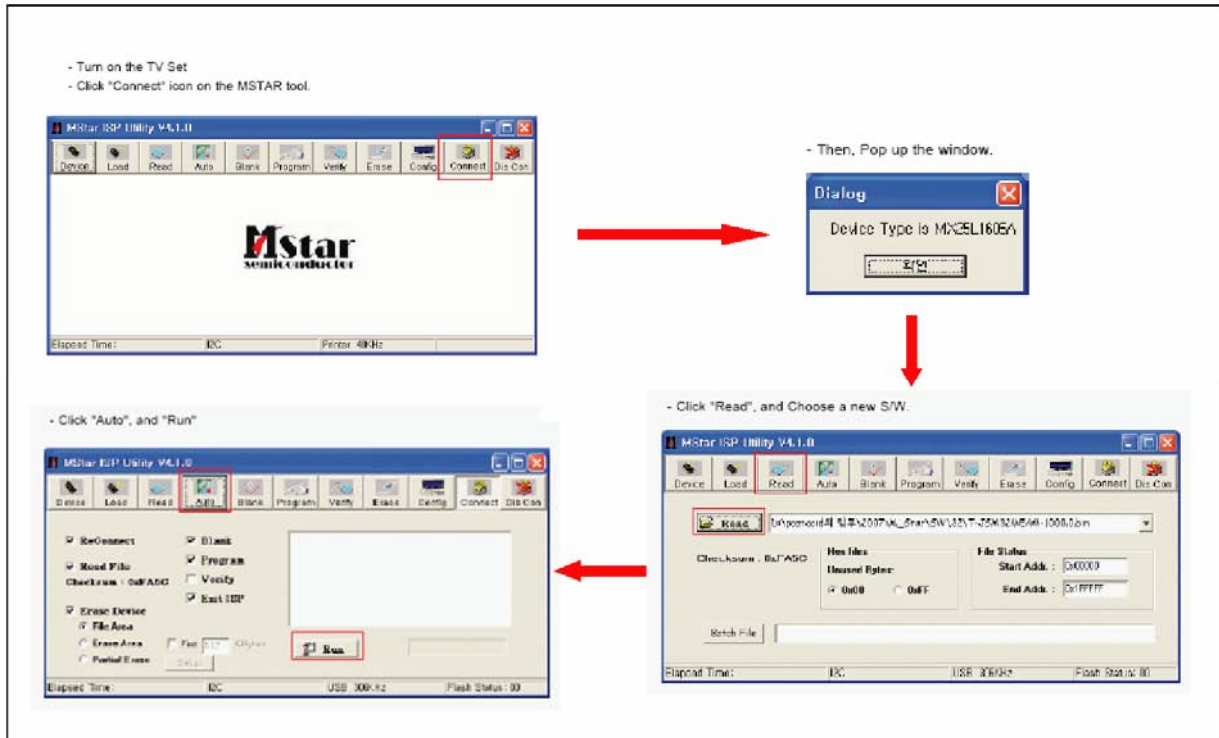 - Turn on the TV Set
- Click "Connect" icon on the MSTAR tool.
MStar ISP Utility V4.1.0
Device Load Read Auto Blank Program Verify Erase Config Connect Dis Con
Mstar
semiconductor
Elapsed Time: I2C Printer 40KHz
- Then, Pop up the window.
Dialog
Device Type is MX25L1605A
확인
- Click "Read", and Choose a new S/W.
MStar ISP Utility V4.1.0
Device Load Read Auto Blank Program Verify Erase Config Connect Dis Con
Read
Checksum : 0xFA5C
Hex files
Unused Bytes:
0x00 0xFF
File Status
Start Addr. : 0x00000
End Addr. : 0x1FFFFF
Batch File
Elapsed Time: I2C USB 306KHz Flash Status: 00
- Click "Auto", and "Run"
MStar ISP Utility V4.1.0
Device Load Read Auto Blank Program Verify Erase Config Connect Dis Con
ReConnect
Read File
Checksum : 0xFA5C
Erase Device
File Area
Erase Area
Partial Erase
Blank
Program
Verify
Exit ISP
Run
Elapsed Time: I2C USB 306KHz Flash Status: 00